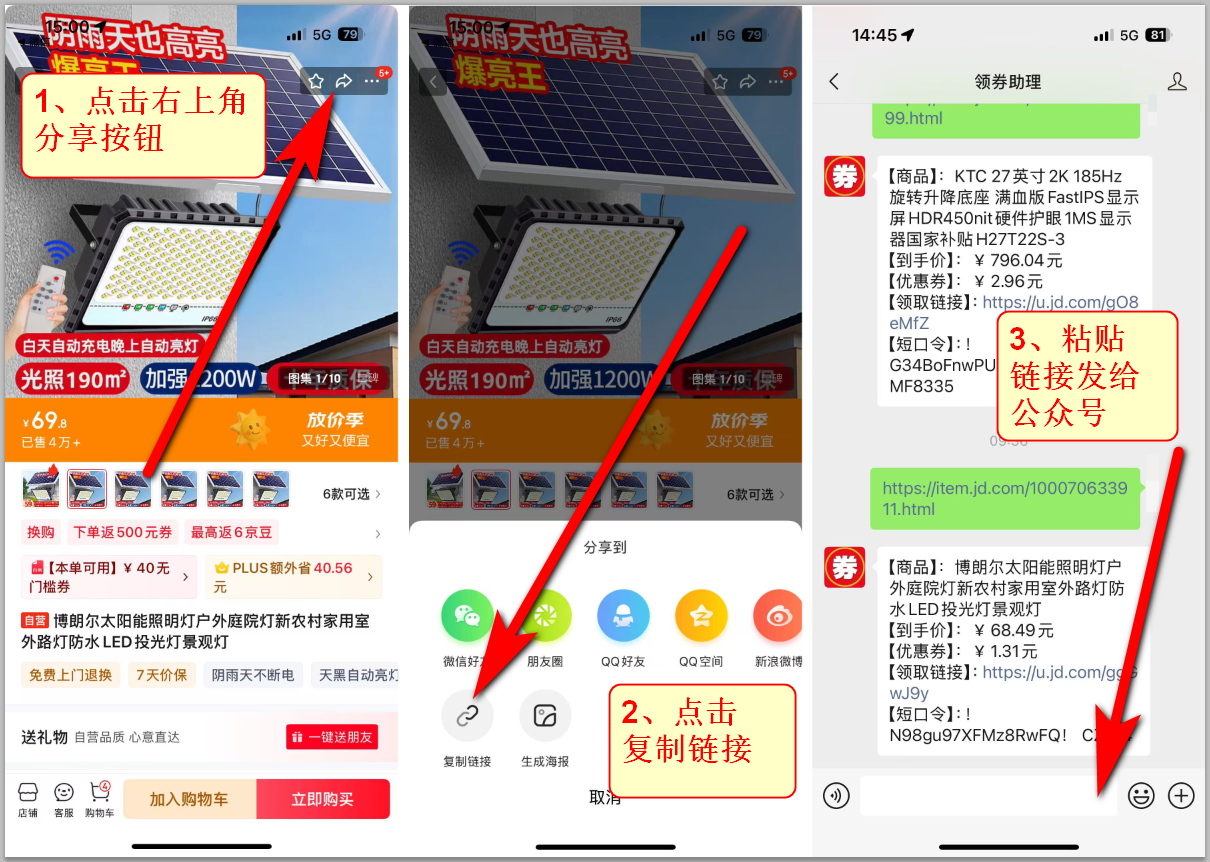 15:00
5G 79
阴雨天也高亮
爆亮王
5+
1、点击右上角
分享按钮
IP66
白天自动充电晚上自动亮灯
光照190m²
加强1200W
图集 1/10
¥69.8
已售4万+
放价季
又好又便宜
6款可选
换购
下单返500元券
最高返6京豆
【本单可用】¥40无
门槛券
PLUS额外省40.56
元
自营 博朗尔太阳能照明灯户外庭院灯新农村家用室
外路灯防水LED投光灯景观灯
免费上门退换
7天价保
阴雨天不断电
天黑自动亮灯
送礼物 自营品质 心意直达
一键送朋友
店铺
客服
4
购物车
加入购物车
立即购买
15:00
5G 79
阴雨天也高亮
爆亮王
5+
IP66
白天自动充电晚上自动亮灯
光照190m²
加强1200W
图集 1/10
¥69.8
已售4万+
放价季
又好又便宜
6款可选
分享到
微信好友
朋友圈
QQ好友
QQ空间
新浪微博
复制链接
生成海报
2、点击
复制链接
取消
14:45
5G 81
领券助理
99.html
券
【商品】: KTC 27英寸2K 185Hz
旋转升降底座 满血版FastIPS显示
屏HDR450nit硬件护眼1MS显示
器国家补贴H27T22S-3
【到手价】: ¥ 796.04元
【优惠券】: ¥ 2.96元
【领取链接】: https://u.jd.com/gO8
eMfZ
【短口令】: !
G34BoFnwPU
MF8335
3、粘贴
链接发给
公众号
https://item.jd.com/1000706339
11.html
券
【商品】: 博朗尔太阳能照明灯户
外庭院灯新农村家用室外路灯防
水LED投光灯景观灯
【到手价】: ¥ 68.49元
【优惠券】: ¥ 1.31元
【领取链接】: https://u.jd.com/gg
wJ9y
【短口令】: !
N98gu97XFMz8RwFQ!